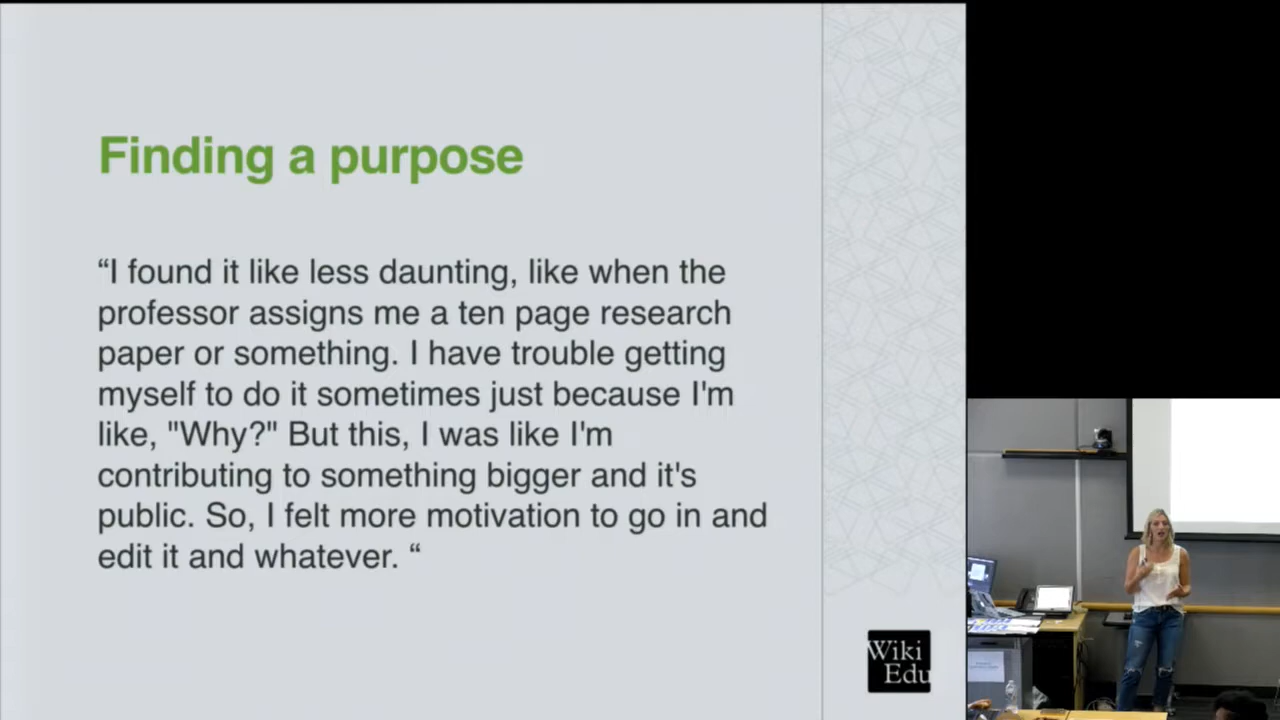 Finding a purpose
“I found it like less daunting, like when the
professor assigns me a ten page research
paper or something. I have trouble getting
myself to do it sometimes just because I'm
like, "Why?" But this, I was like I'm
contributing to something bigger and it's
public. So, I felt more motivation to go in and
edit it and whatever. “
Wiki
Edu